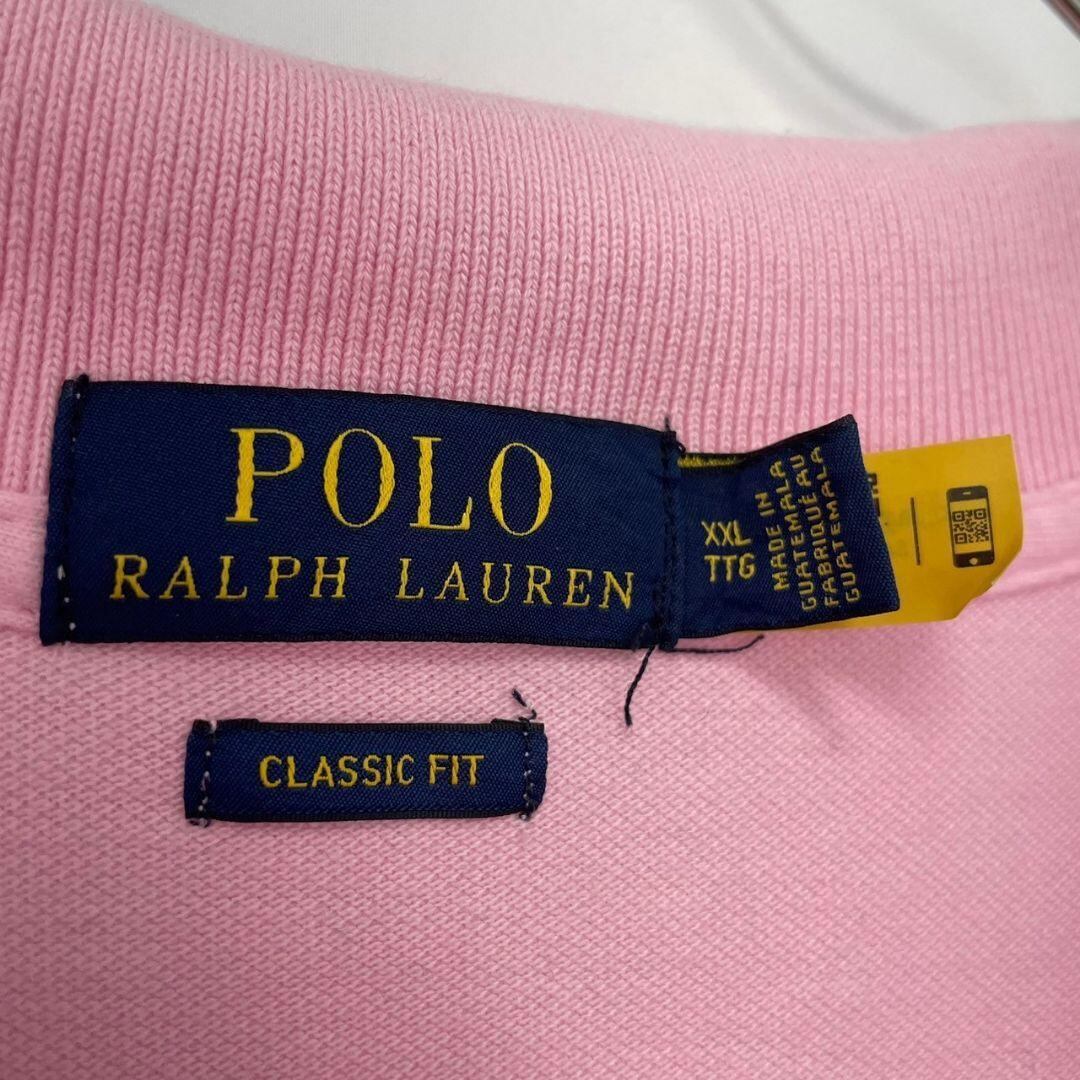 POLO
RALPH LAUREN
XXL
TTG
MADE IN
GUATEMALA
FABRIQUÉ AU
GUATEMALA
CLASSIC FIT